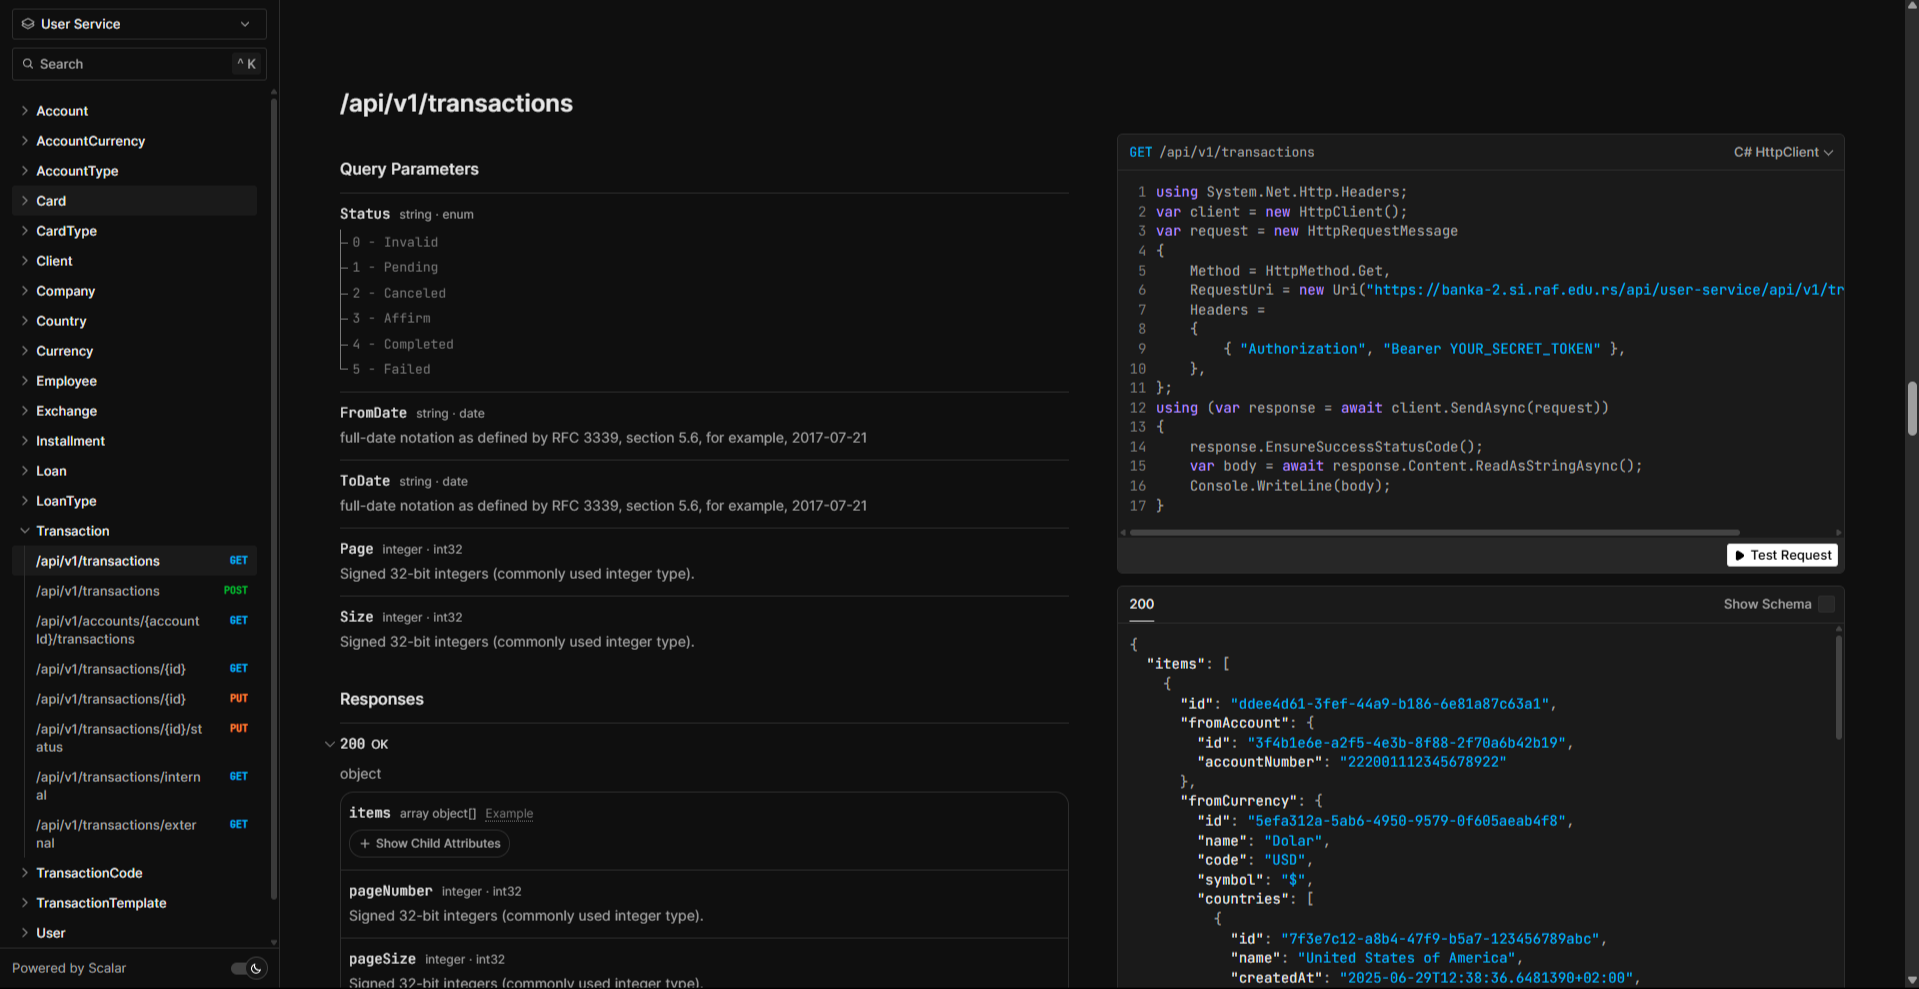 User Service
Search
^ K
Account
AccountCurrency
AccountType
Card
CardType
Client
Company
Country
Currency
Employee
Exchange
Installment
Loan
LoanType
Transaction
/api/v1/transactions GET
/api/v1/transactions POST
/api/v1/accounts/{account GET
Id}/transactions
/api/v1/transactions/{id} GET
/api/v1/transactions/{id} PUT
/api/v1/transactions/{id}/st PUT
atus
/api/v1/transactions/intern GET
al
/api/v1/transactions/exter GET
nal
TransactionCode
TransactionTemplate
User
Powered by Scalar
/api/v1/transactions
Query Parameters
Status string · enum
0 - Invalid
1 - Pending
2 - Canceled
3 - Affirm
4 - Completed
5 - Failed
FromDate string · date
full-date notation as defined by RFC 3339, section 5.6, for example, 2017-07-21
ToDate string · date
full-date notation as defined by RFC 3339, section 5.6, for example, 2017-07-21
Page integer · int32
Signed 32-bit integers (commonly used integer type).
Size integer · int32
Signed 32-bit integers (commonly used integer type).
Responses
200 OK
object
items array object[] Example
+ Show Child Attributes
pageNumber integer · int32
Signed 32-bit integers (commonly used integer type).
pageSize integer · int32
Signed 32-bit integers (commonly used integer type).
GET /api/v1/transactions C# HttpClient
1 using System.Net.Http.Headers;
2 var client = new HttpClient();
3 var request = new HttpRequestMessage
4 {
5 Method = HttpMethod.Get,
6 RequestUri = new Uri("https://banka-2.si.raf.edu.rs/api/user-service/api/v1/tr
7 Headers =
8 {
9 { "Authorization", "Bearer YOUR_SECRET_TOKEN" },
10 },
11 };
12 using (var response = await client.SendAsync(request))
13 {
14 response.EnsureSuccessStatusCode();
15 var body = await response.Content.ReadAsStringAsync();
16 Console.WriteLine(body);
17 }
Test Request
200 Show Schema
{
"items": [
{
"id": "ddee4d61-3fef-44a9-b186-6e81a87c63a1",
"fromAccount": {
"id": "3f4b1e6e-a2f5-4e3b-8f88-2f70a6b42b19",
"accountNumber": "222001112345678922"
},
"fromCurrency": {
"id": "5efa312a-5ab6-4950-9579-0f605aeab4f8",
"name": "Dolar",
"code": "USD",
"symbol": "$",
"countries": [
{
"id": "7f3e7c12-a8b4-47f9-b5a7-123456789abc",
"name": "United States of America",
"createdAt": "2025-06-29T12:38:36.6481390+02:00",